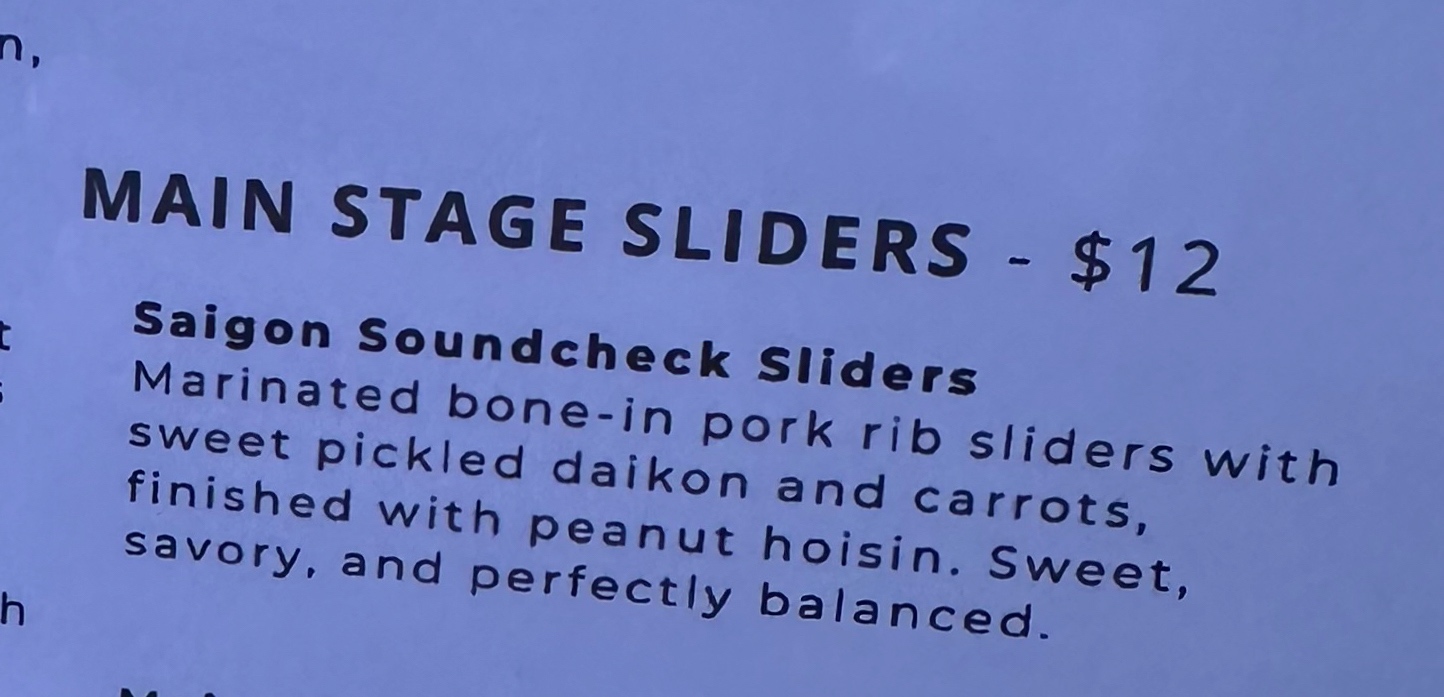 n,
MAIN STAGE SLIDERS - $12
Saigon Soundcheck Sliders
Marinated bone-in pork rib sliders with
sweet pickled daikon and carrots,
finished with peanut hoisin. Sweet,
savory, and perfectly balanced.
t
h